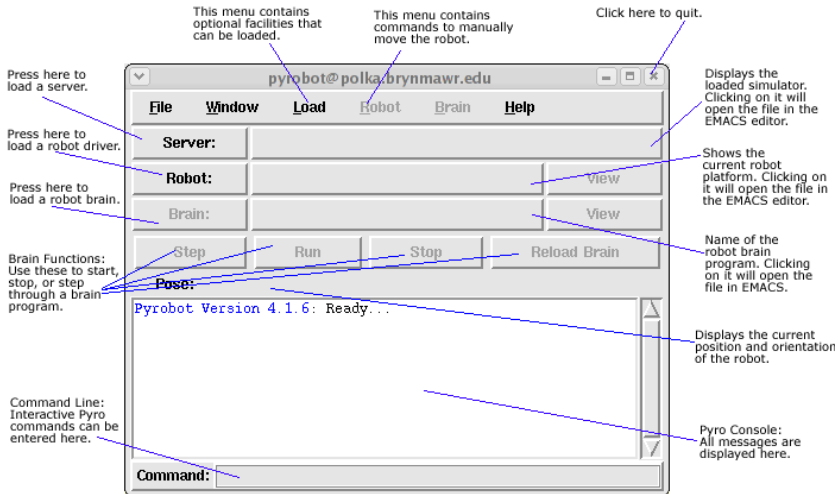 This menu contains
optional facilities that
can be loaded.
This menu contains
commands to manually
move the robot.
Click here to quit.
Press here to
load a server.
Press here to
load a robot driver.
Press here to
load a robot brain.
Brain Functions:
Use these to start,
stop, or step
through a brain
program.
Command Line:
Interactive Pyro
commands can be
entered here.
pyrobot@polka.brynmawr.edu
File Window Load Robot Brain Help
Server:
Robot: View
Brain: View
Step Run Stop Reload Brain
Pose:
Pyrobot Version 4.1.6: Ready...
Command:
Displays the
loaded simulator.
Clicking on it will
open the file in the
EMACS editor.
Shows the
current robot
platform. Clicking on
it will open the file in
the EMACS editor.
Name of the
robot brain
program. Clicking
on it will open the
file in EMACS.
Displays the current
position and orientation
of the robot.
Pyro Console:
All messages are
displayed here.